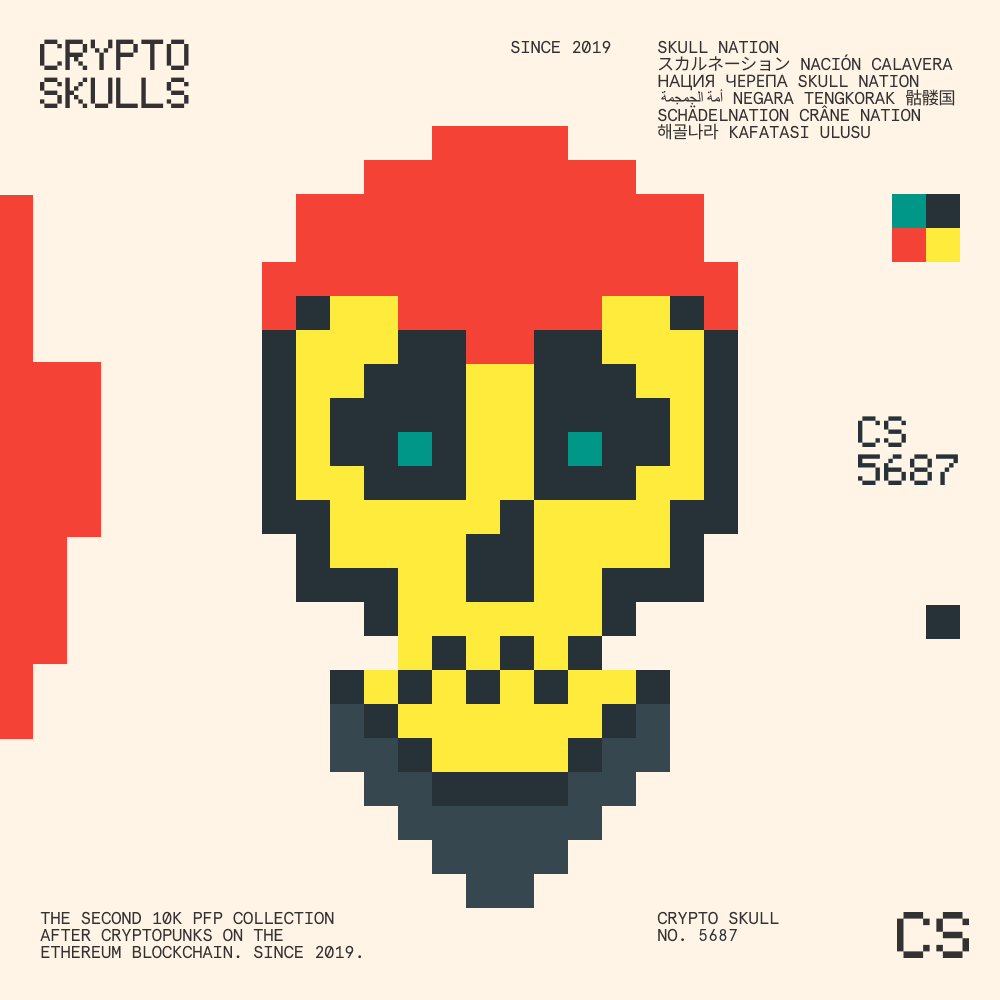 CRYPTO
SKULLS
SINCE 2019
SKULL NATION
スカルネーション NACIÓN CALAVERA
НАЦИЯ ЧЕРЕПА SKULL NATION
أمة الجمجمة NEGARA TENGKORAK 骷髅国
SCHÄDELNATION CRÂNE NATION
해골나라 KAFATASI ULUSU
CS
5687
THE SECOND 10K PFP COLLECTION
AFTER CRYPTOPUNKS ON THE
ETHEREUM BLOCKCHAIN. SINCE 2019.
CRYPTO SKULL
NO. 5687
CS